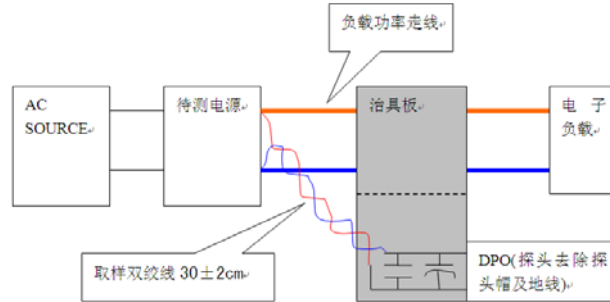 负载功率走线
AC
SOURCE
待测电源
治具板
电子
负载
取样双绞线 30±2cm
DPO(探头去除探
头帽及地线)